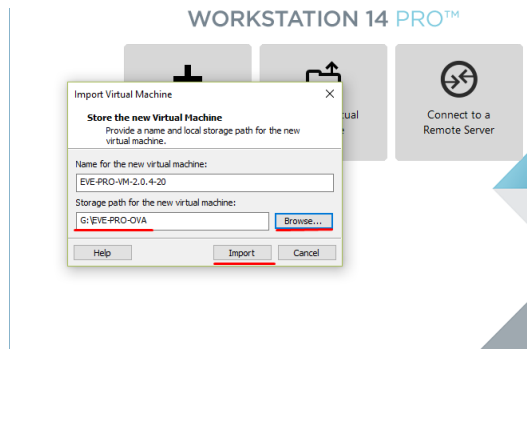 WORKSTATION 14 PRO™
Import Virtual Machine
Store the new Virtual Machine
Provide a name and local storage path for the new
virtual machine.
Name for the new virtual machine:
EVE-PRO-VM-2.0.4-20
Storage path for the new virtual machine:
G:\EVE-PRO-OVA
Browse...
Help
Import
Cancel
Connect to a
Remote Server